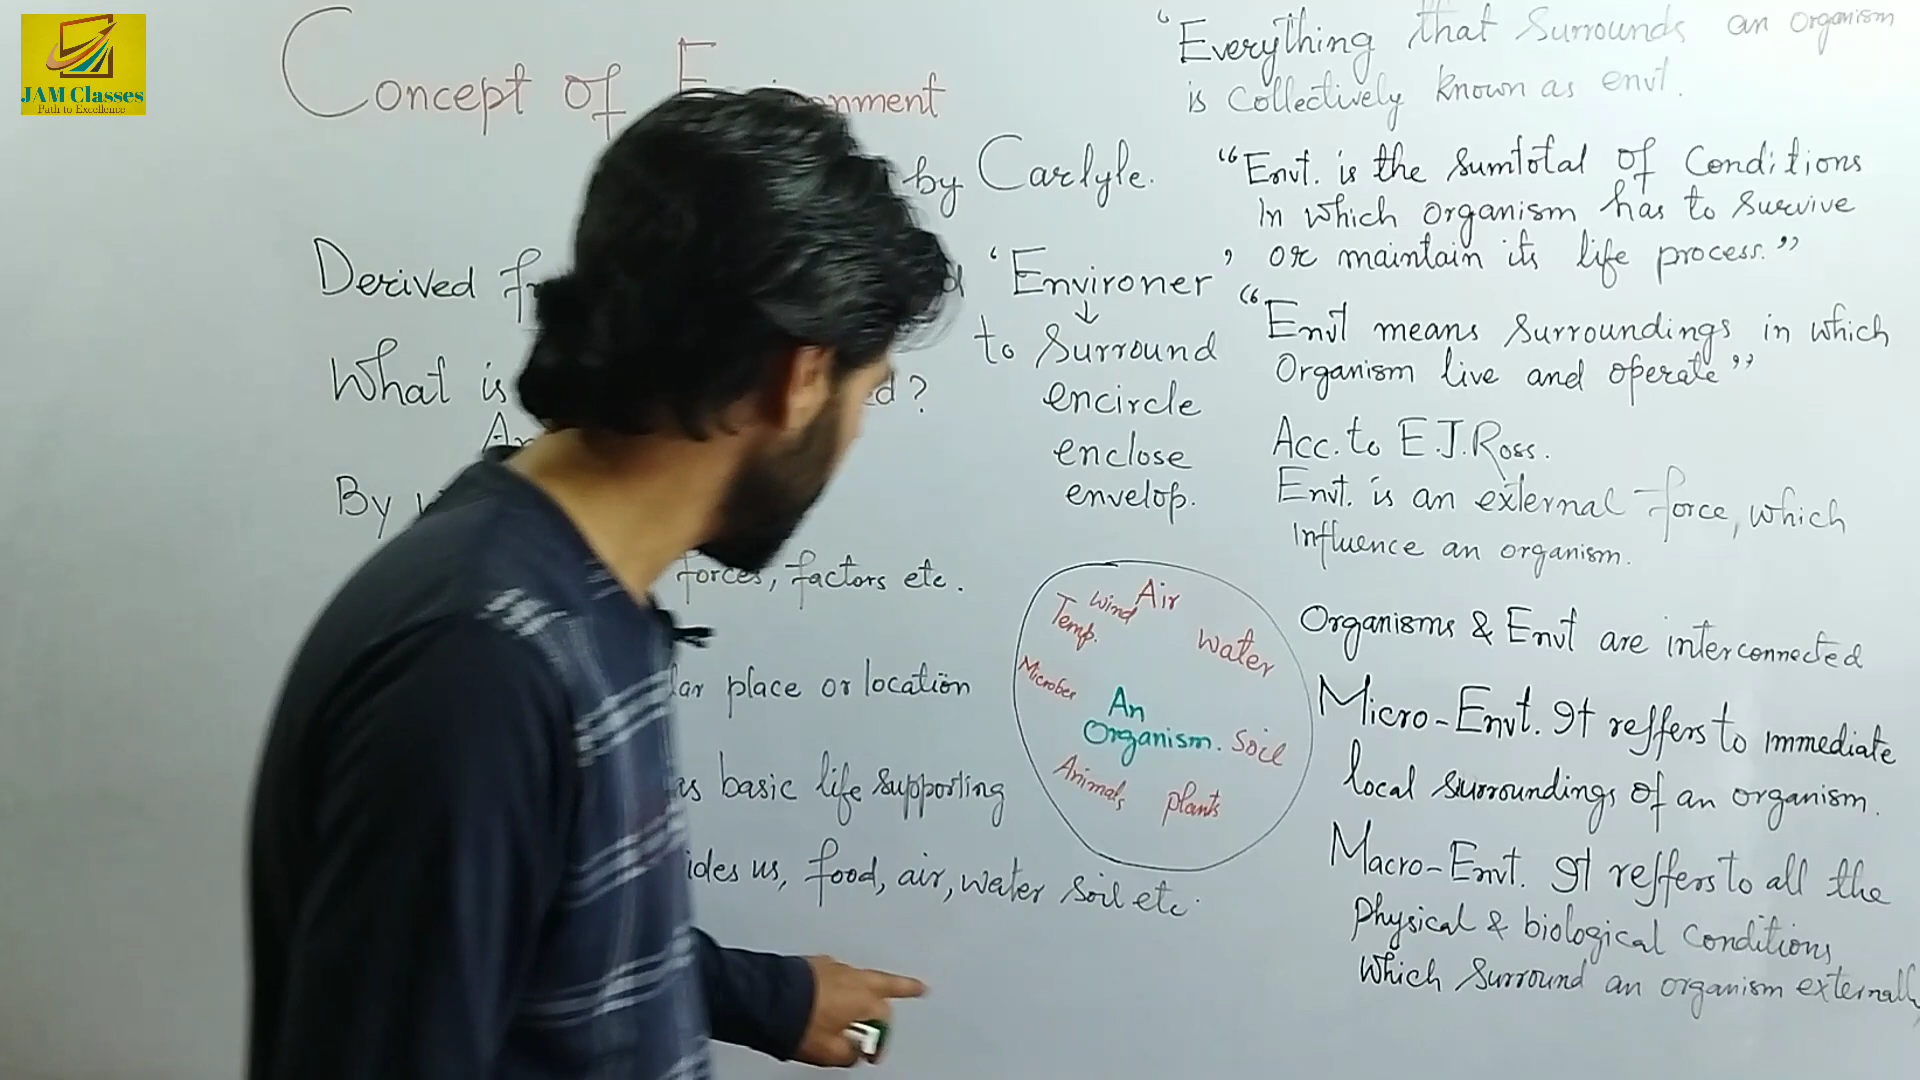 JAM Classes
Path to Excellence
Concept of
by Carlyle.
Derived 'Environer'
↓
to Surround
encircle
enclose
envelop.
What is ?
By
forces, factors etc.
place or location
basic life supporting
us, food, air, water soil etc.
Air
Wind
Temp.
Water
Microbes
An
Organism.
Soil
Animals
plants
"Everything that Surrounds an organism
is Collectively known as envt.
"Envt. is the Sumtotal of Conditions
In which organism has to survive
or maintain its life process."
"Envt means Surroundings in which
Organism live and operate"
Acc. to E.J.Ross.
Envt. is an external force, which
Influence an organism.
Organisms & Envt are interconnected
Micro-Envt. It reffers to immediate
local surroundings of an organism.
Macro-Envt. It reffers to all the
Physical & biological Conditions
Which Surround an organism externally